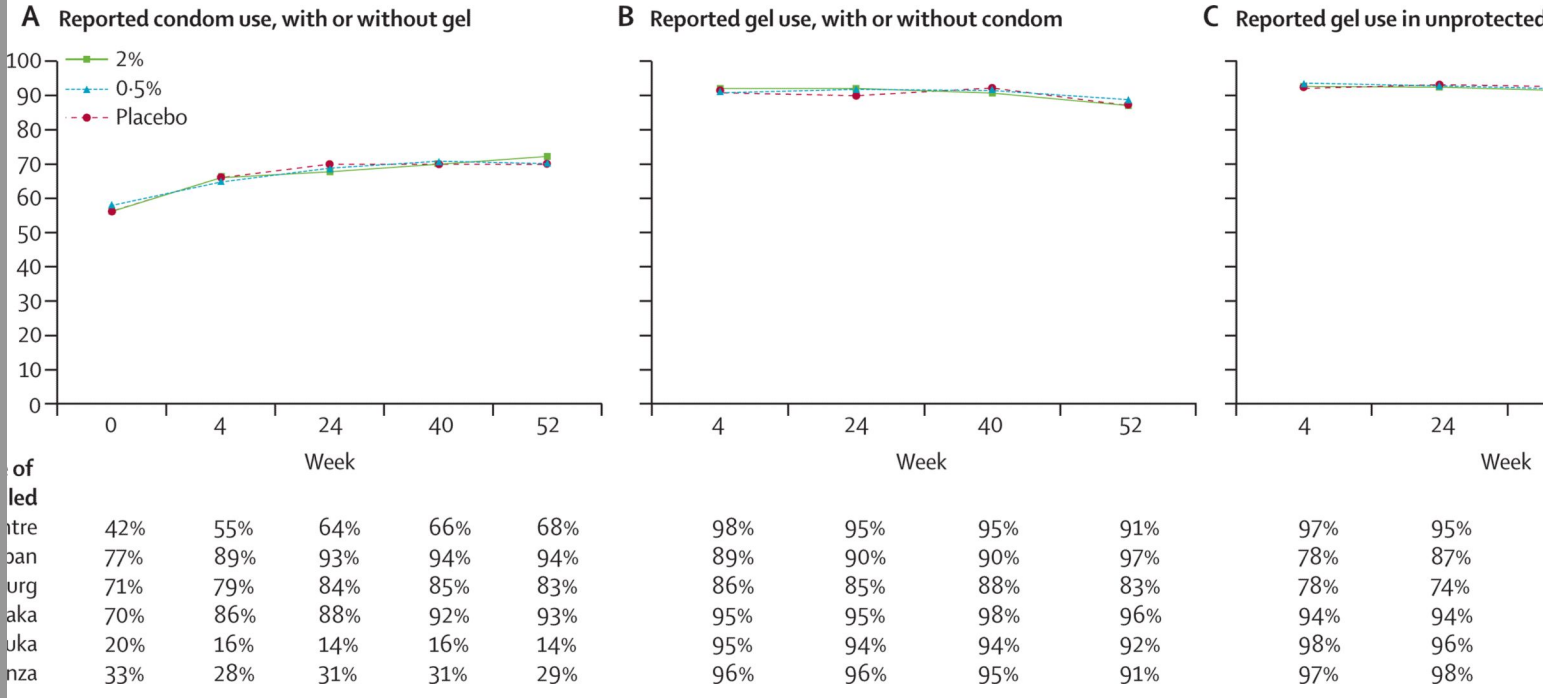 A Reported condom use, with or without gel
B Reported gel use, with or without condom
C Reported gel use in unprotected
2%
0·5%
Placebo
100
90
80
70
60
50
40
30
20
10
0
0 4 24 40 52
Week
4 24 40 52
Week
4 24
Week
of
42% 55% 64% 66% 68% 98% 95% 95% 91% 97% 95%
77% 89% 93% 94% 94% 89% 90% 90% 97% 78% 87%
71% 79% 84% 85% 83% 86% 85% 88% 83% 78% 74%
70% 86% 88% 92% 93% 95% 95% 98% 96% 94% 94%
20% 16% 14% 16% 14% 95% 94% 94% 92% 98% 96%
33% 28% 31% 31% 29% 96% 96% 95% 91% 97% 98%